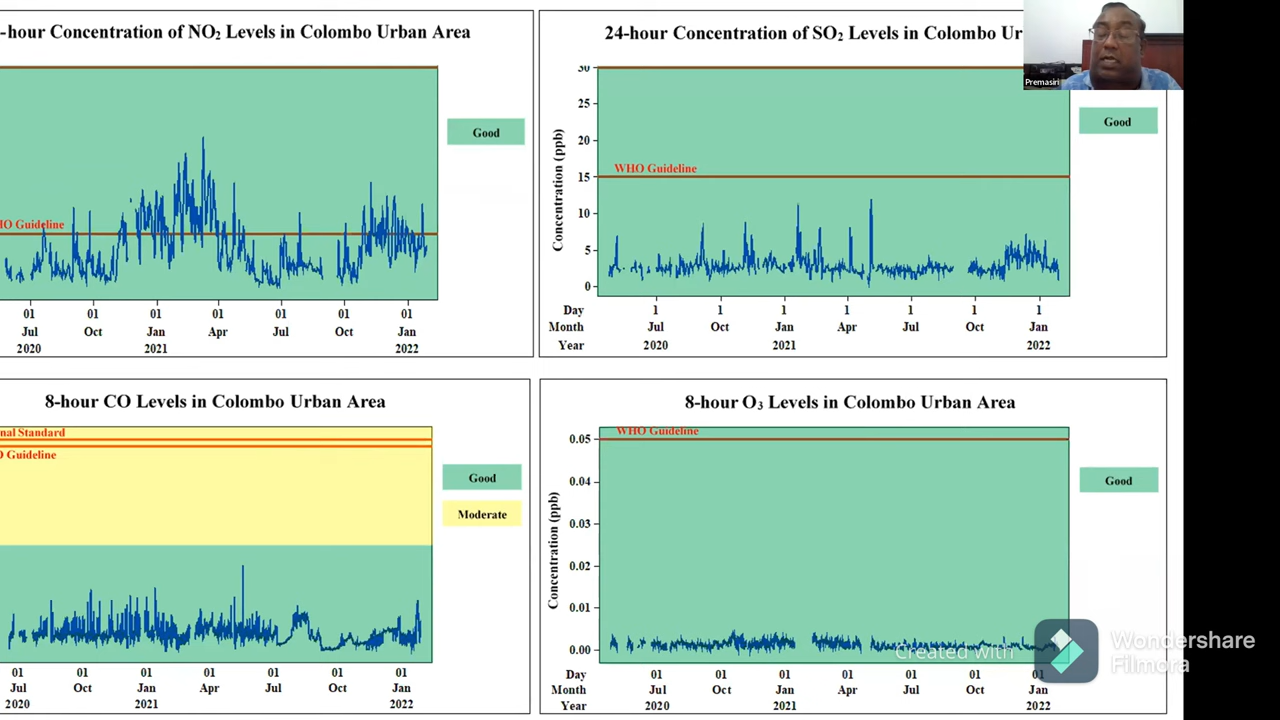 -hour Concentration of NO₂ Levels in Colombo Urban Area
Good
HO Guideline
01 01 01 01 01 01 01
Jul Oct Jan Apr Jul Oct Jan
2020 2021 2022
24-hour Concentration of SO₂ Levels in Colombo Ur
Premasiri
Good
Concentration (ppb)
30
25
20
15
10
5
0
WHO Guideline
Day 1 1 1 1 1 1 1
Month Jul Oct Jan Apr Jul Oct Jan
Year 2020 2021 2022
8-hour CO Levels in Colombo Urban Area
nal Standard
O Guideline
Good
Moderate
01 01 01 01 01 01 01
Jul Oct Jan Apr Jul Oct Jan
2020 2021 2022
8-hour O₃ Levels in Colombo Urban Area
WHO Guideline
Good
Concentration (ppb)
0.05
0.04
0.03
0.02
0.01
0.00
Day 01 01 01 01 01 01 01
Month Jul Oct Jan Apr Jul Oct Jan
Year 2020 2021 2022
Created with
Wondershare
Filmora